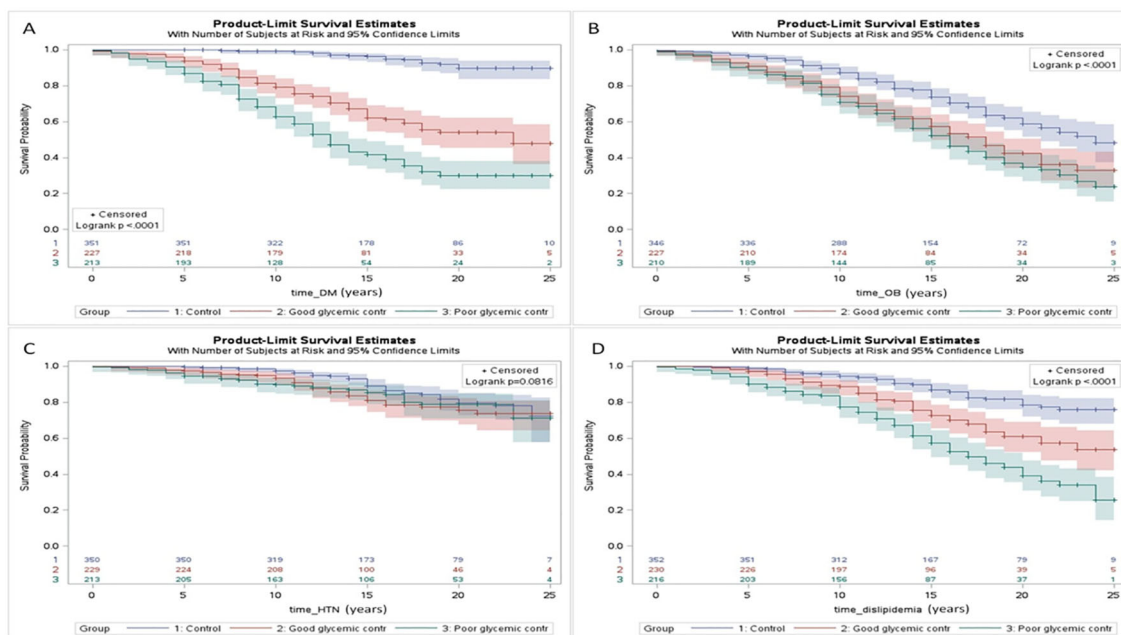 A
Product-Limit Survival Estimates
With Number of Subjects at Risk and 95% Confidence Limits
1.0
0.8
0.6
0.4
0.2
0.0
Survival Probability
+ Censored
Logrank p <.0001
1 351 351 322 178 86 10
2 227 218 179 81 33 5
3 213 193 128 54 24 2
0 5 10 15 20 25
time_DM (years)
Group 1: Control 2: Good glycemic contr 3: Poor glycemic contr
B
Product-Limit Survival Estimates
With Number of Subjects at Risk and 95% Confidence Limits
+ Censored
Logrank p <.0001
1.0
0.8
0.6
0.4
0.2
0.0
Survival Probability
1 346 336 288 154 72 9
2 227 210 174 84 34 5
3 210 189 144 85 34 3
0 5 10 15 20 25
time_OB (years)
Group 1: Control 2: Good glycemic contr 3: Poor glycemic contr
C
Product-Limit Survival Estimates
With Number of Subjects at Risk and 95% Confidence Limits
+ Censored
Logrank p=0.0816
1.0
0.8
0.6
0.4
0.2
0.0
Survival Probability
1 350 350 319 173 79 7
2 229 224 208 100 46 4
3 213 205 163 106 53 4
0 5 10 15 20 25
time_HTN (years)
Group 1: Control 2: Good glycemic contr 3: Poor glycemic contr
D
Product-Limit Survival Estimates
With Number of Subjects at Risk and 95% Confidence Limits
+ Censored
Logrank p <.0001
1.0
0.8
0.6
0.4
0.2
0.0
Survival Probability
1 352 351 312 167 79 9
2 230 226 197 96 39 5
3 216 203 156 87 37 1
0 5 10 15 20 25
time_dislipidemia (years)
Group 1: Control 2: Good glycemic contr 3: Poor glycemic contr